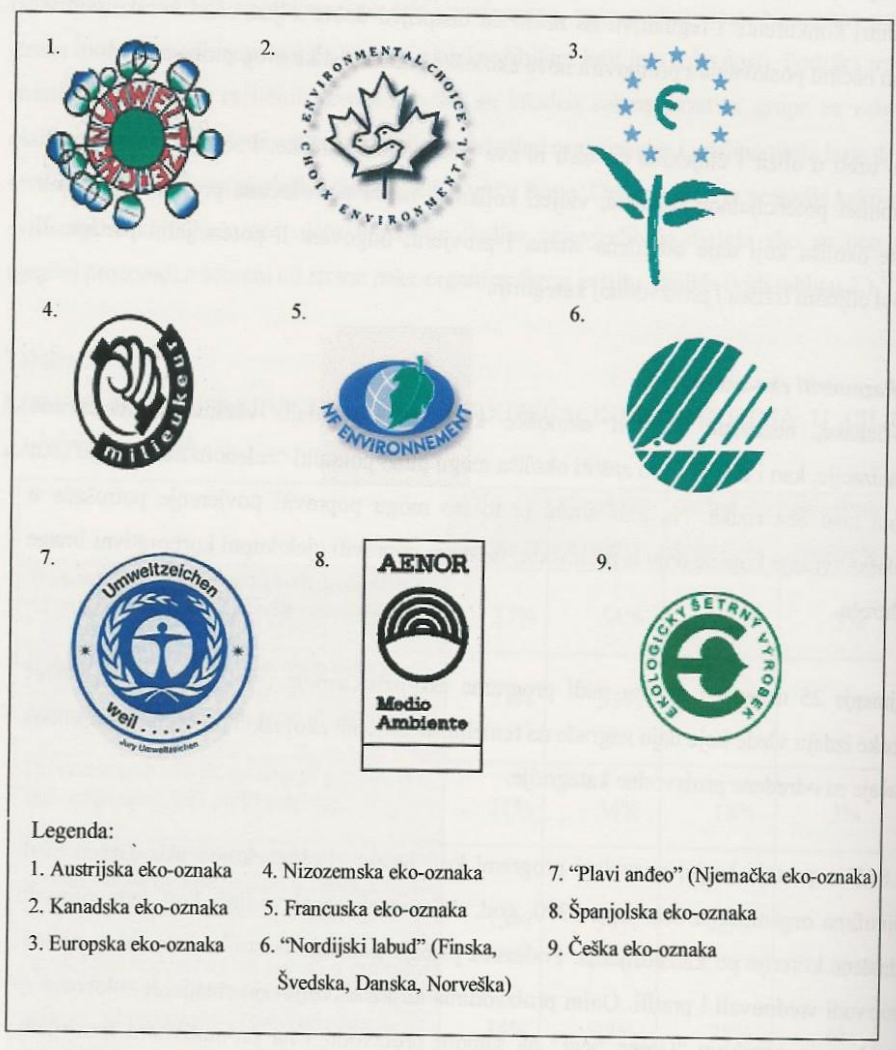 1.
UMWELTZEICHEN
2.
ENVIRONMENTAL CHOICE
CHOIX ENVIRONNEMENTAL
3.
4.
milieukeur
5.
NF ENVIRONNEMENT
6.
7.
Umweltzeichen
weil.......
Jury Umweltzeichen
8.
AENOR
Medio
Ambiente
9.
EKOLOGICKY ŠETRNÝ VÝROBEK
Legenda:
1. Austrijska eko-oznaka
2. Kanadska eko-oznaka
3. Europska eko-oznaka
4. Nizozemska eko-oznaka
5. Francuska eko-oznaka
6. “Nordijski labud” (Finska,
Švedska, Danska, Norveška)
7. “Plavi anđeo” (Njemačka eko-oznaka)
8. Španjolska eko-oznaka
9. Češka eko-oznaka